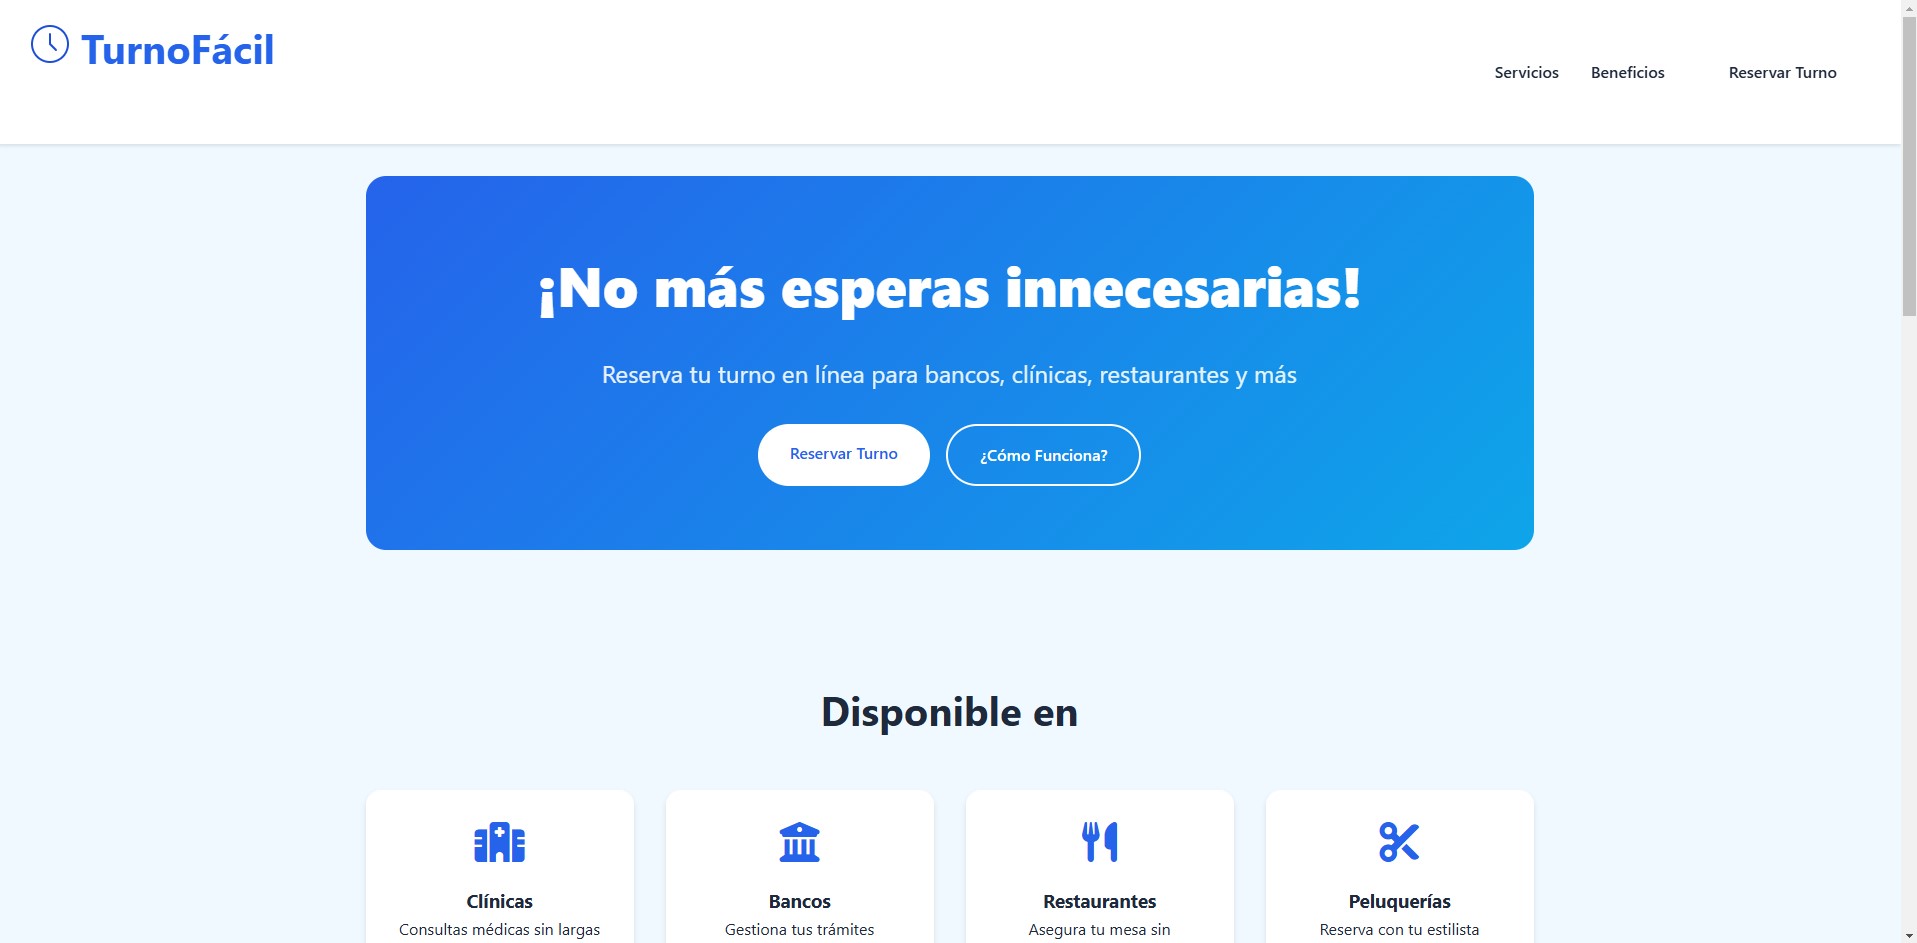 TurnoFácil
Servicios
Beneficios
Reservar Turno
¡No más esperas innecesarias!
Reserva tu turno en línea para bancos, clínicas, restaurantes y más
Reservar Turno
¿Cómo Funciona?
Disponible en
Clínicas
Consultas médicas sin largas
Bancos
Gestiona tus trámites
Restaurantes
Asegura tu mesa sin
Peluquerías
Reserva con tu estilista